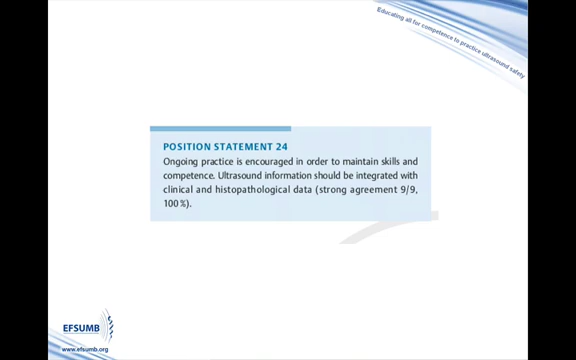 Educating all for competence to practice ultrasound safety
POSITION STATEMENT 24
Ongoing practice is encouraged in order to maintain skills and
competence. Ultrasound information should be integrated with
clinical and histopathological data (strong agreement 9/9,
100%).
EFSUMB
www.efsumb.org